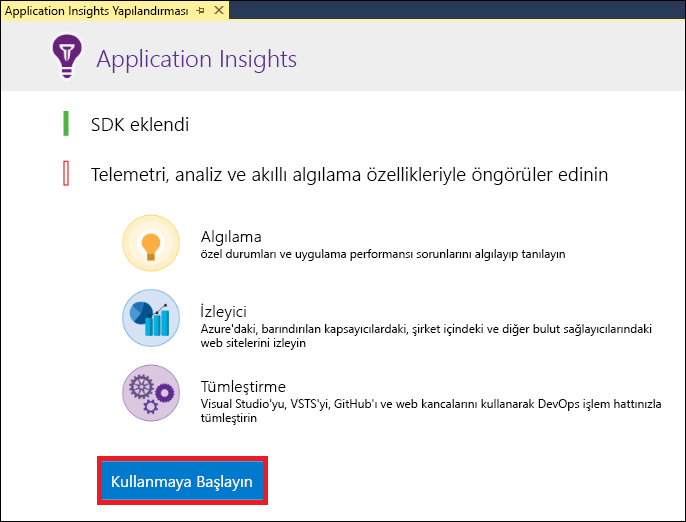 Application Insights Yapılandırması
Application Insights
SDK eklendi
Telemetri, analiz ve akıllı algılama özellikleriyle öngörüler edinin
Algılama
özel durumları ve uygulama performansı sorunlarını algılayıp tanılayın
İzleyici
Azure'daki, barındırılan kapsayıcılardaki, şirket içindeki ve diğer bulut sağlayıcılarındaki
web sitelerini izleyin
Tümleştirme
Visual Studio'yu, VSTS'yi, GitHub'ı ve web kancalarını kullanarak DevOps işlem hattınızla
tümleştirin
Kullanmaya Başlayın